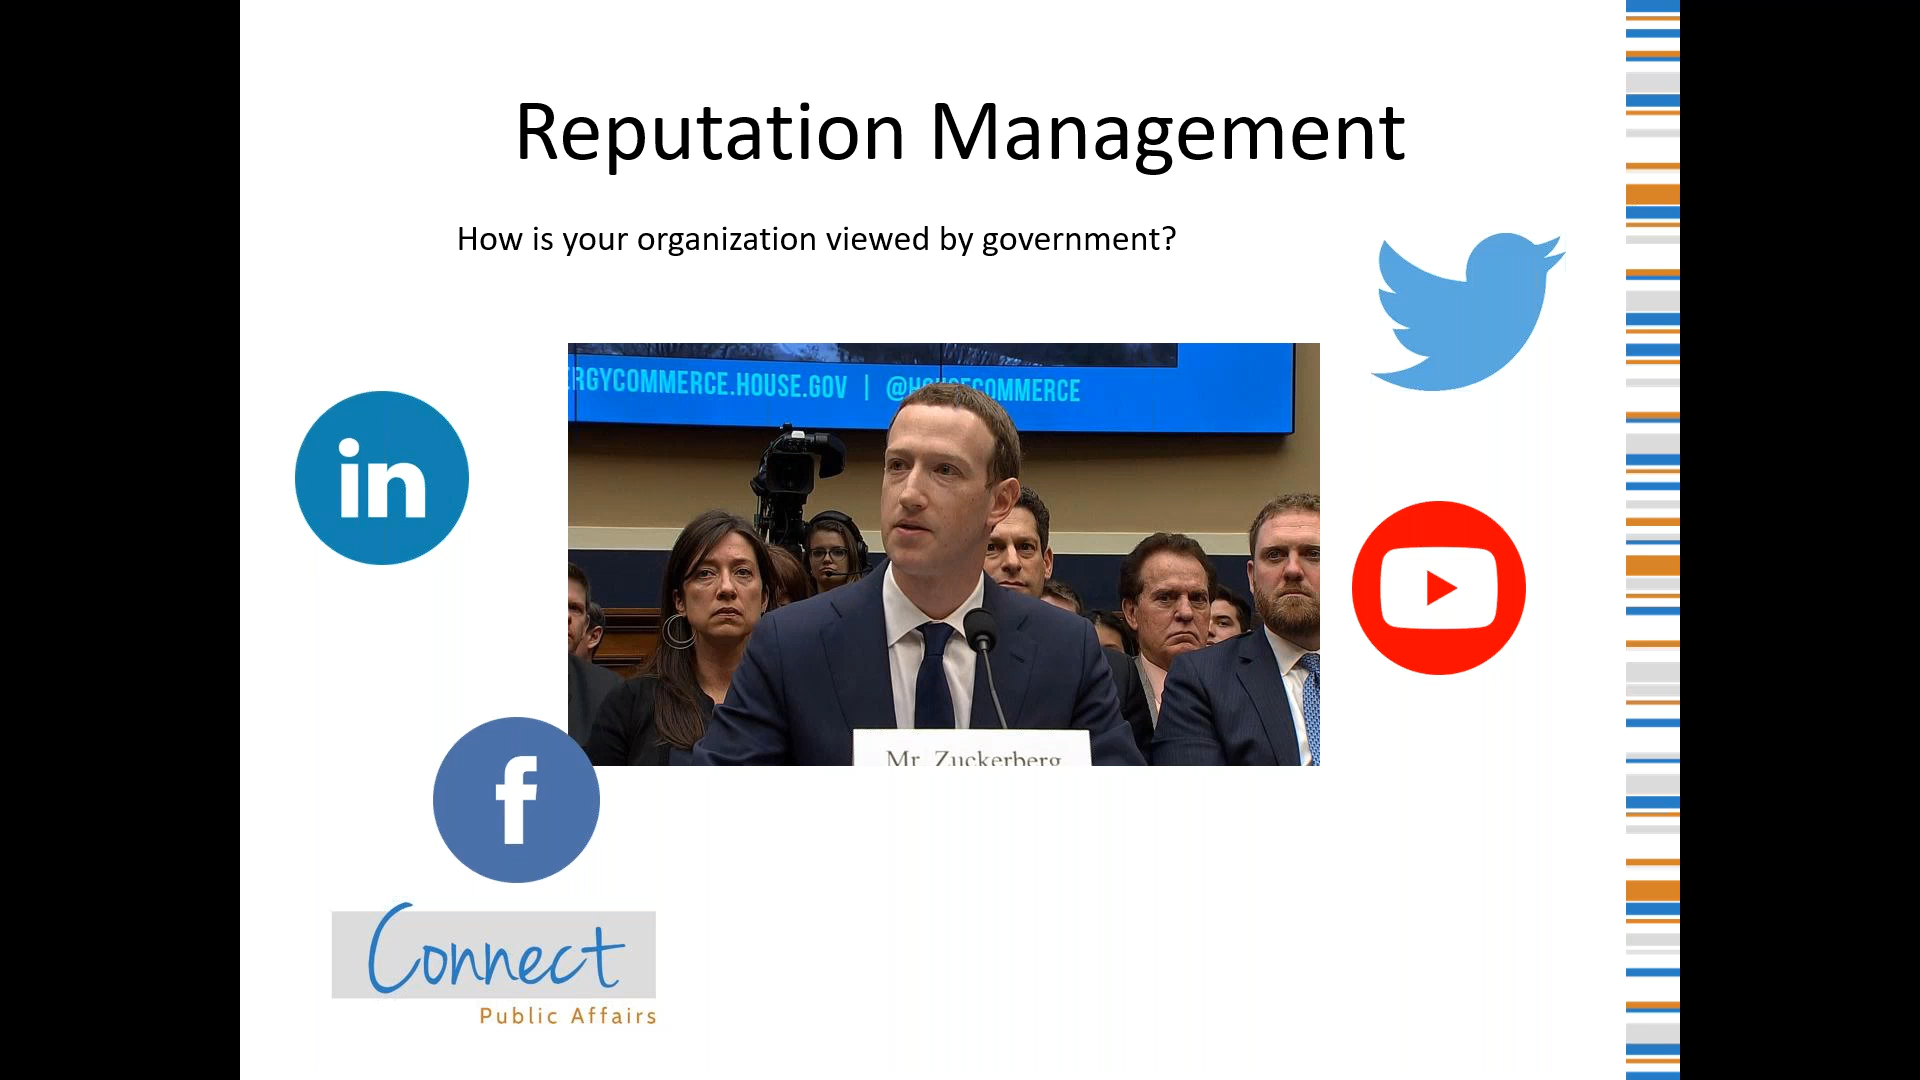 Reputation Management
How is your organization viewed by government?
RGYCOMMERCE.HOUSE.GOV | COMMERCE
in
Mr. Zuckerberg
f
Connect
Public Affairs